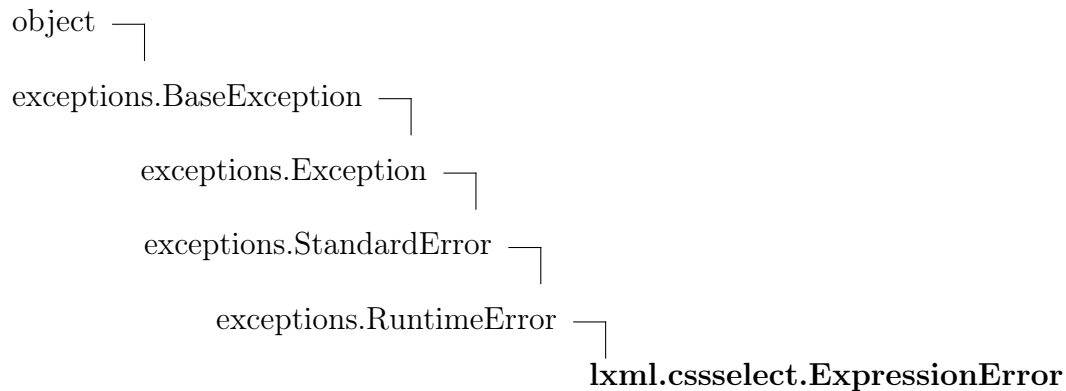 object
exceptions.BaseException
exceptions.Exception
exceptions.StandardError
exceptions.RuntimeError
lxml.cssselect.ExpressionError